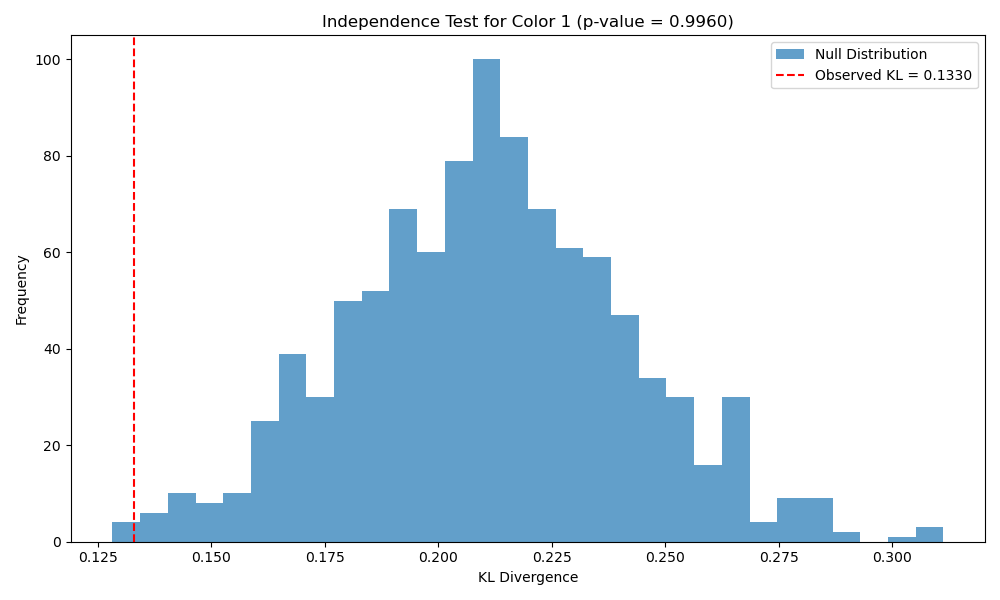 Independence Test for Color 1 (p-value = 0.9960)
Null Distribution
Observed KL = 0.1330
100
80
60
40
20
0
Frequency
0.125 0.150 0.175 0.200 0.225 0.250 0.275 0.300
KL Divergence